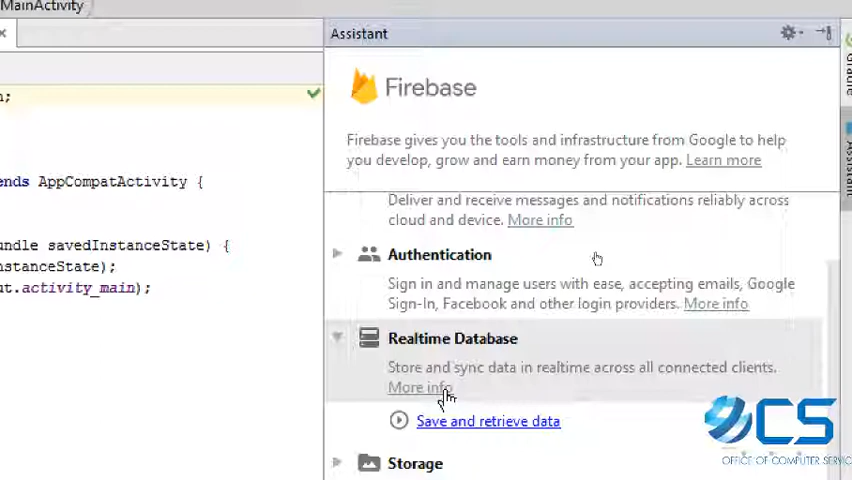 MainActivity
Assistant
Firebase
Firebase gives you the tools and infrastructure from Google to help
you develop, grow and earn money from your app. Learn more
n;
Deliver and receive messages and notifications reliably across
cloud and device. More info
ends AppCompatActivity {
undle savedInstanceState) {
nstanceState);
ut.activity_main);
Authentication
Sign in and manage users with ease, accepting emails, Google
Sign-In, Facebook and other login providers. More info
Realtime Database
Store and sync data in realtime across all connected clients.
More info
Save and retrieve data
Storage
Gradle
Assistant
OCS
OFFICE OF COMPUTER SERVIC